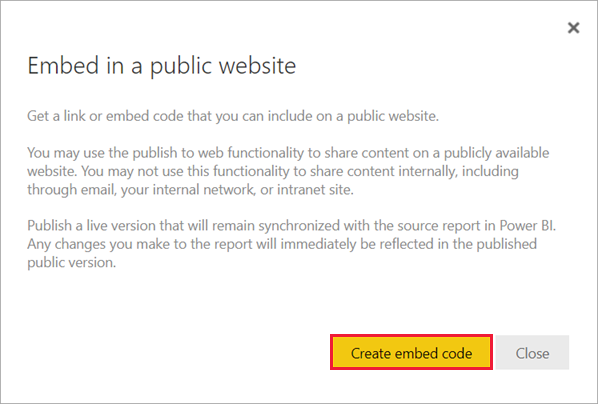 Embed in a public website
Get a link or embed code that you can include on a public website.
You may use the publish to web functionality to share content on a publicly available
website. You may not use this functionality to share content internally, including
through email, your internal network, or intranet site.
Publish a live version that will remain synchronized with the source report in Power BI.
Any changes you make to the report will immediately be reflected in the published
public version.
Create embed code
Close